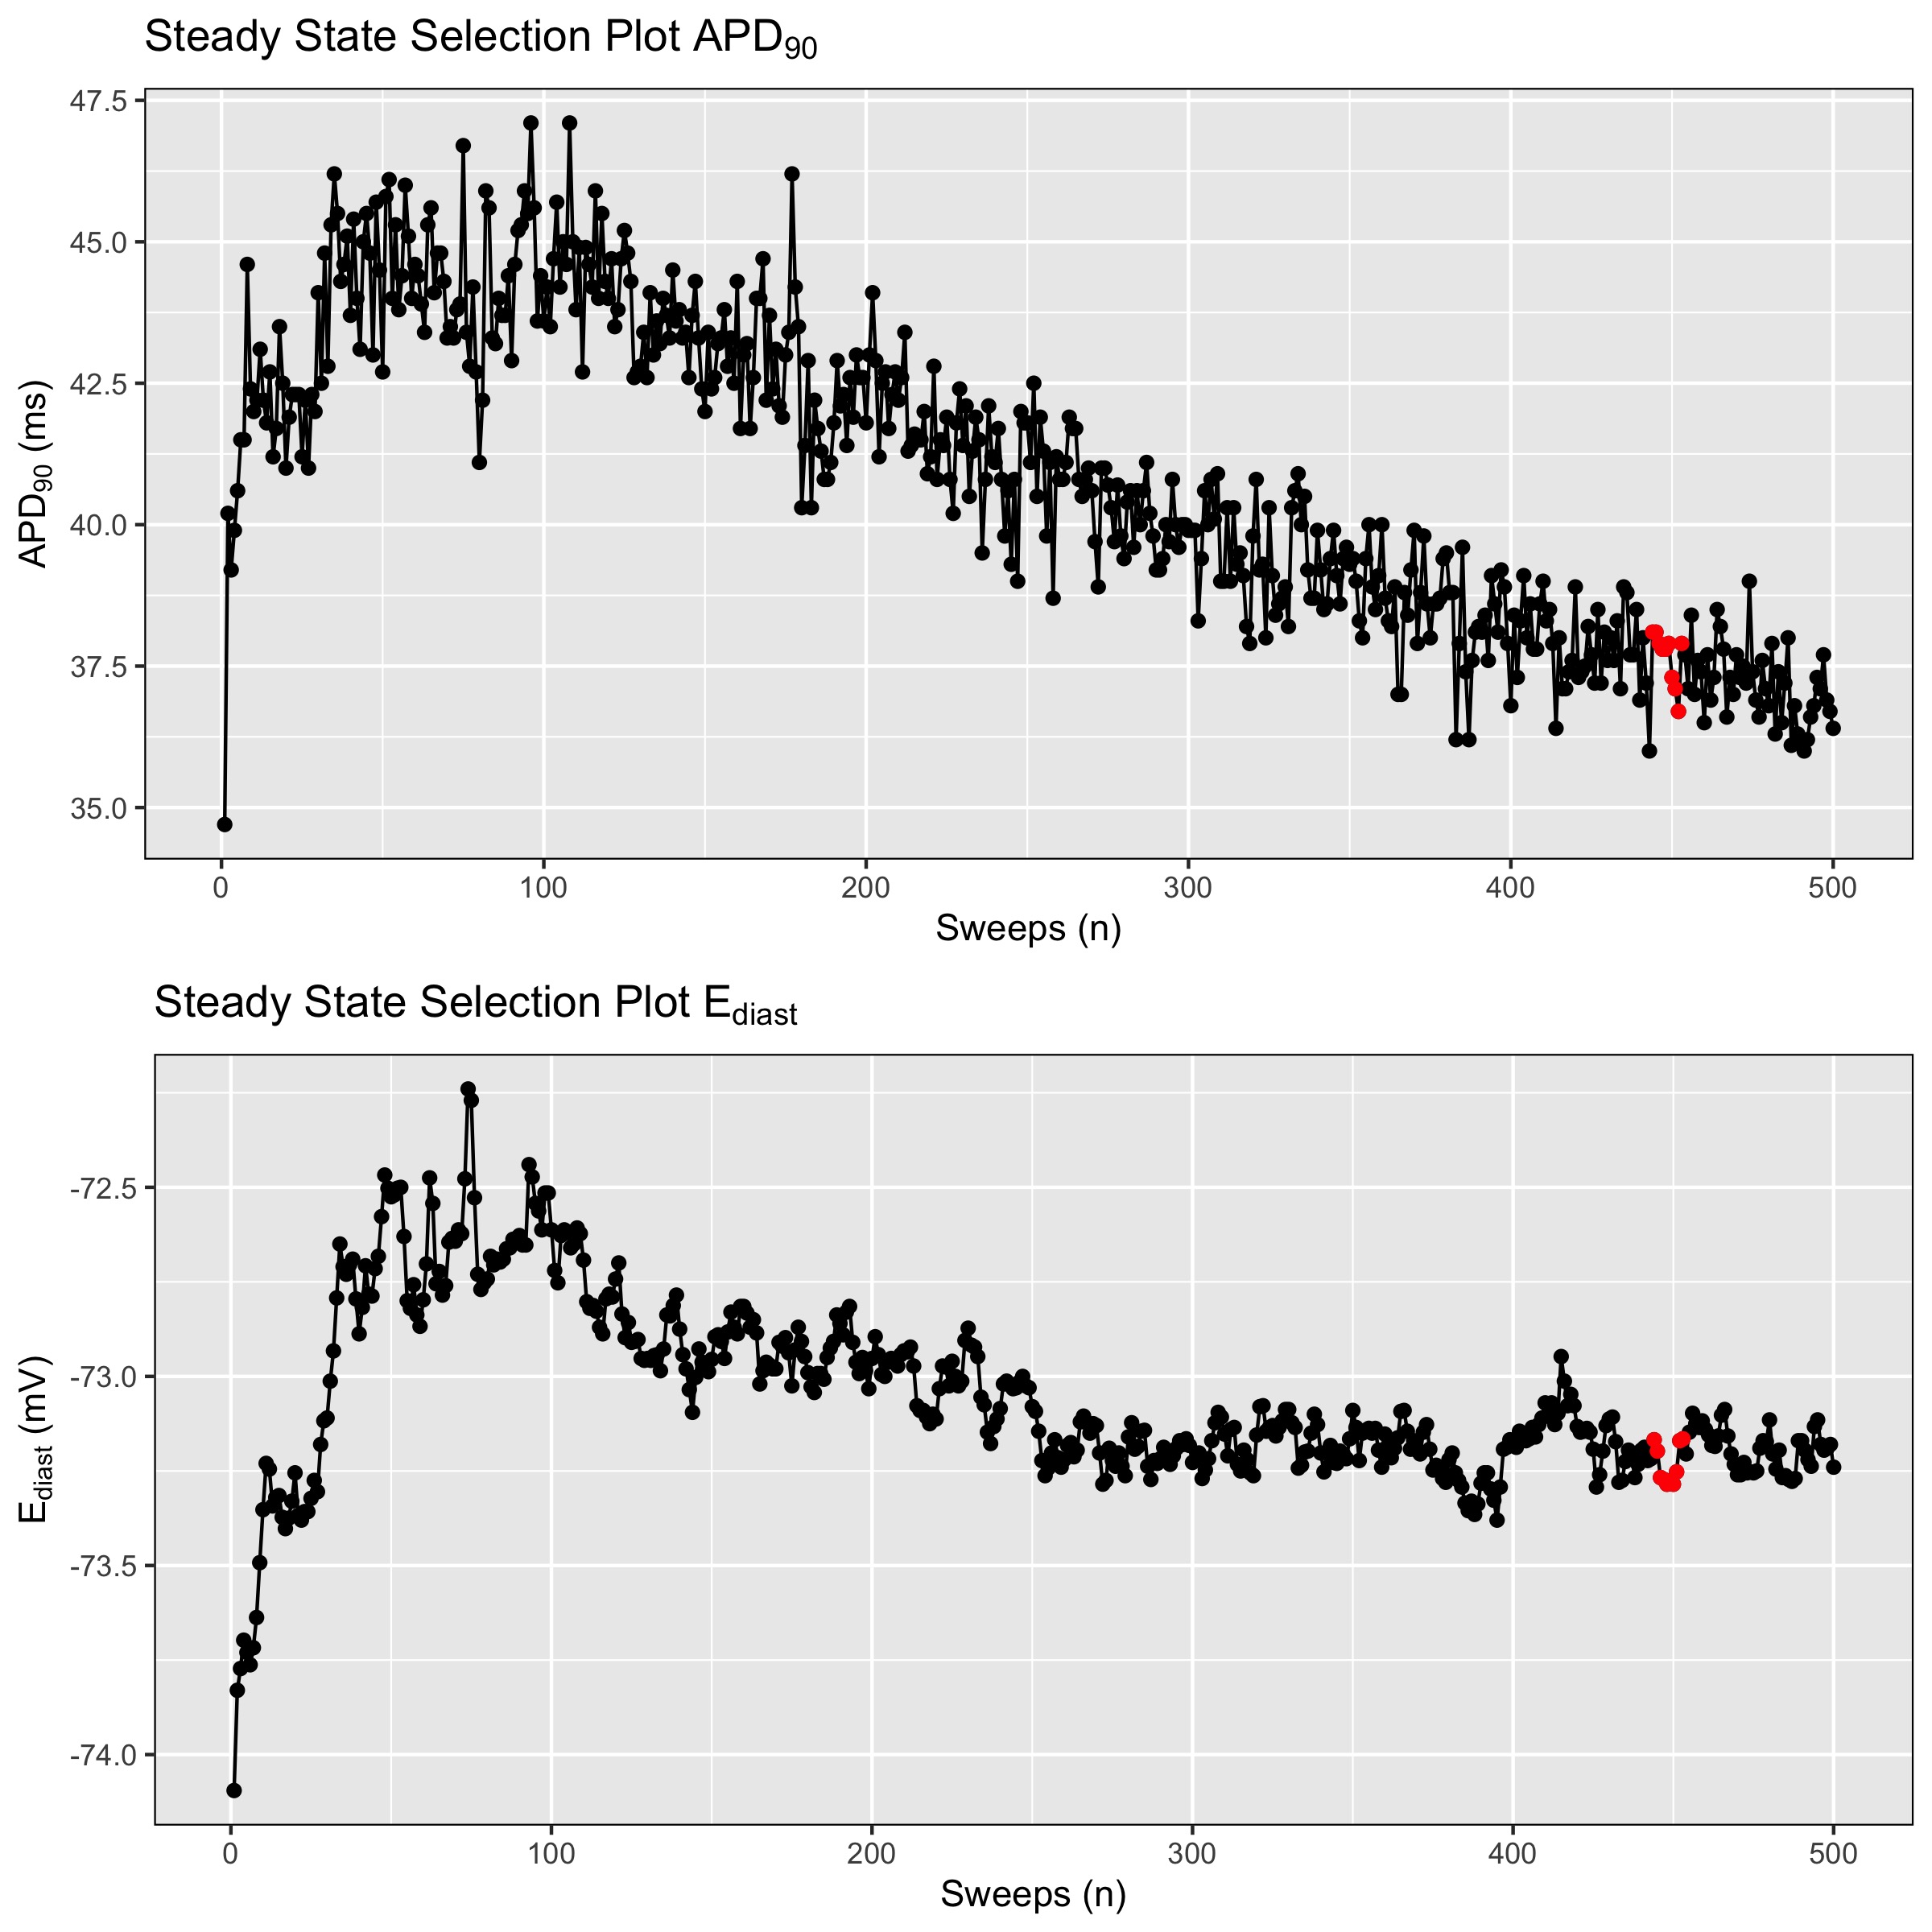 Steady State Selection Plot APD90
47.5
45.0
42.5
40.0
37.5
35.0
APD90 (ms)
0 100 200 300 400 500
Sweeps (n)
Steady State Selection Plot Ediast
-72.5
-73.0
-73.5
-74.0
Ediast (mV)
0 100 200 300 400 500
Sweeps (n)